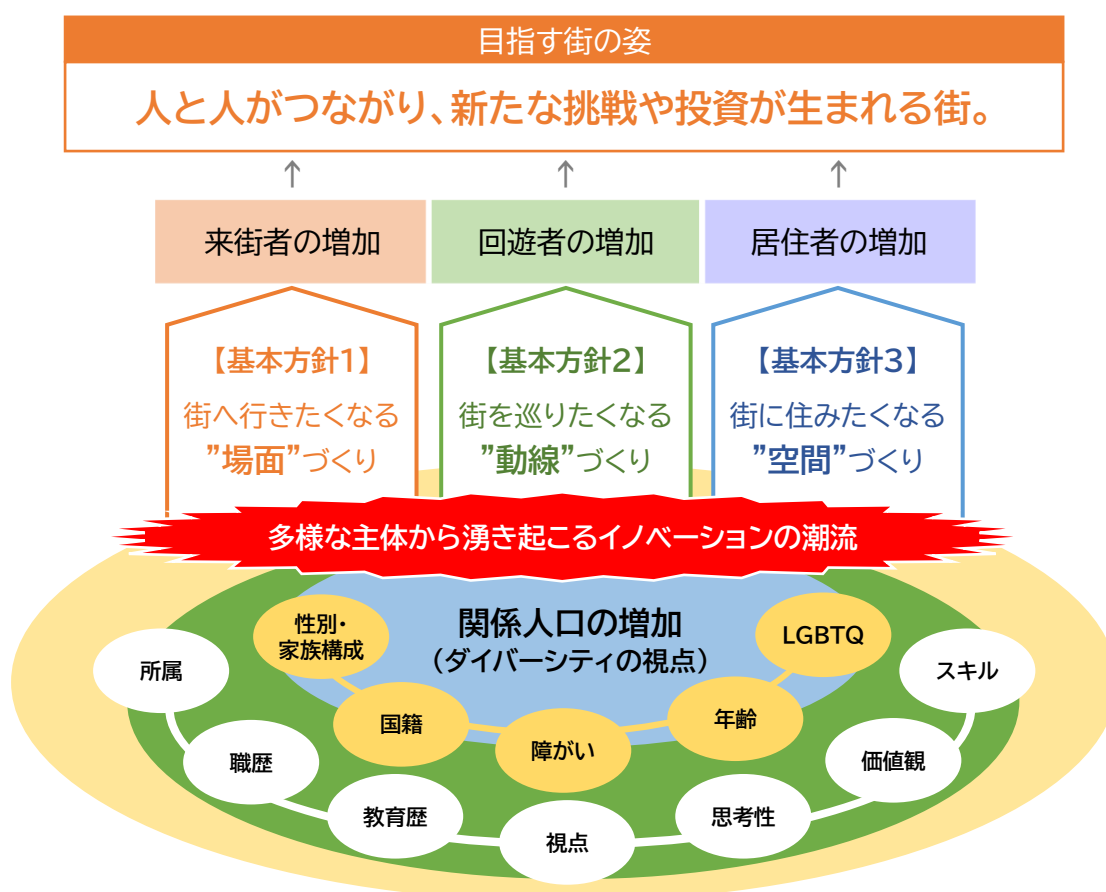 目指す街の姿
人と人がつながり、新たな挑戦や投資が生まれる街。
↑ ↑ ↑
来街者の増加
回遊者の増加
居住者の増加
【基本方針1】
街へ行きたくなる
”場面”づくり
【基本方針2】
街を巡りたくなる
”動線”づくり
【基本方針3】
街に住みたくなる
”空間”づくり
多様な主体から湧き起こるイノベーションの潮流
関係人口の増加
（ダイバーシティの視点）
性別・
家族構成
国籍
障がい
年齢
LGBTQ
所属
職歴
教育歴
視点
思考性
価値観
スキル